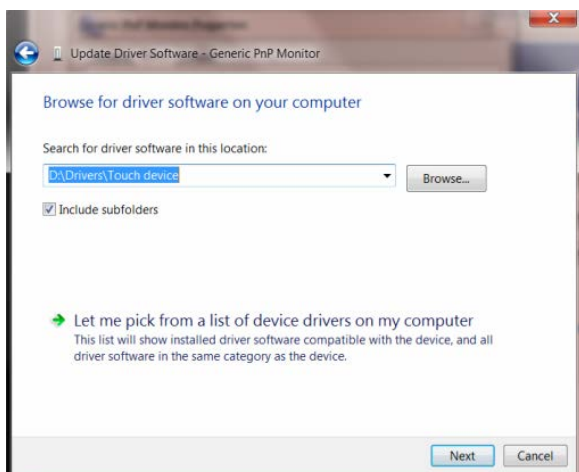 Update Driver Software - Generic PnP Monitor
Browse for driver software on your computer
Search for driver software in this location:
D:\Drivers\Touch device
Browse...
Include subfolders
Let me pick from a list of device drivers on my computer
This list will show installed driver software compatible with the device, and all
driver software in the same category as the device.
Next
Cancel